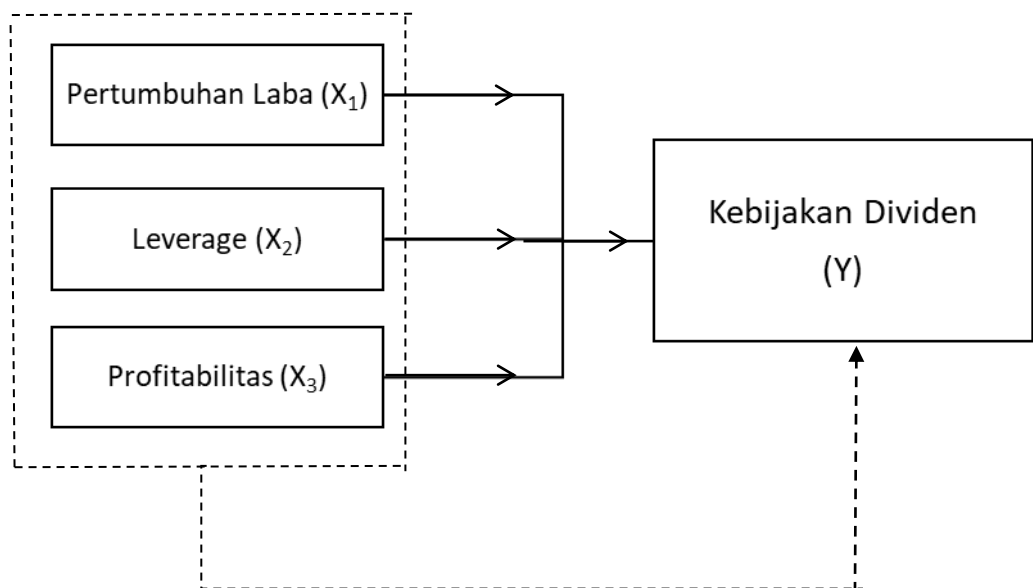 Pertumbuhan Laba (X₁)
Leverage (X₂)
Profitabilitas (X₃)
Kebijakan Dividen
(Y)